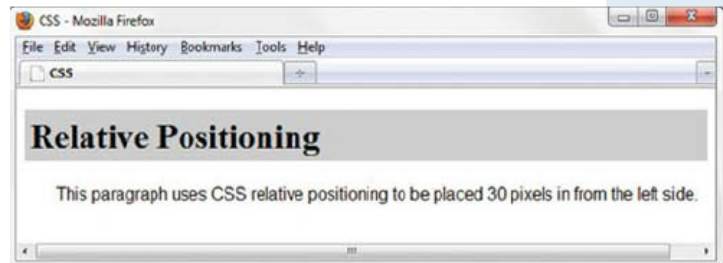 CSS - Mozilla Firefox
File Edit View History Bookmarks Tools Help
CSS
Relative Positioning
This paragraph uses CSS relative positioning to be placed 30 pixels in from the left side.